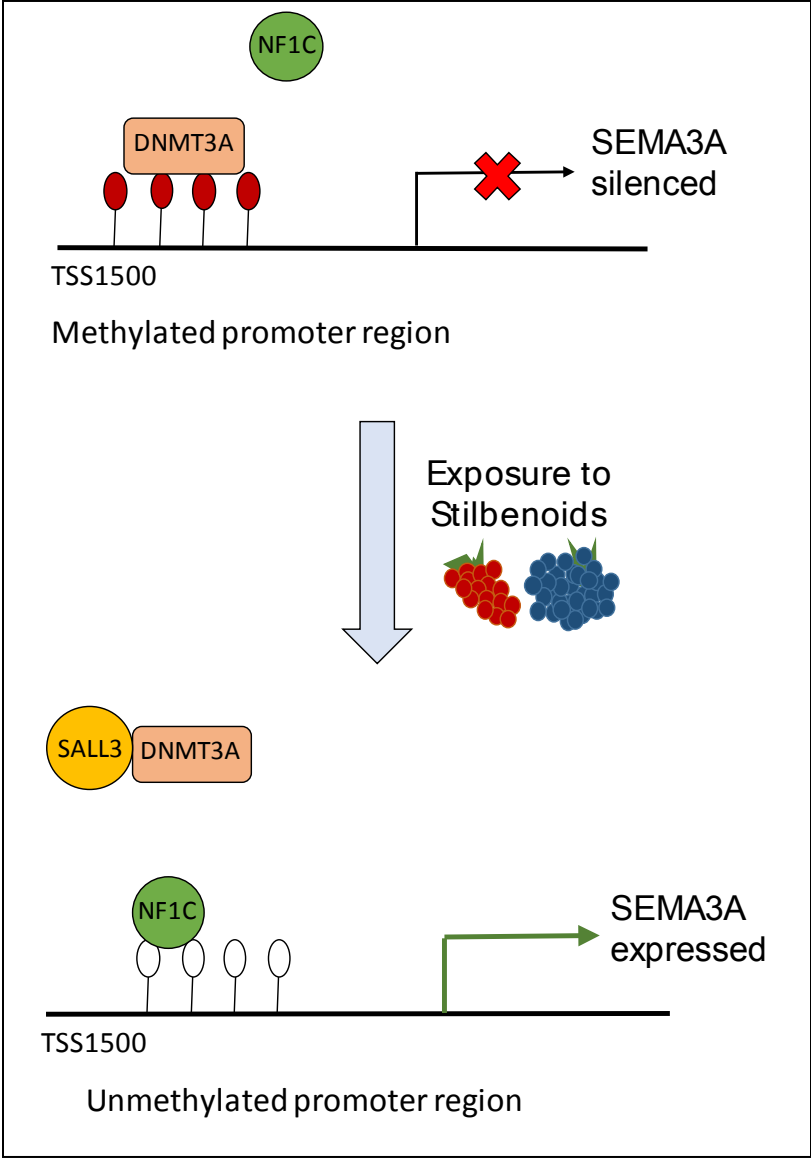 NF1C
DNMT3A
SEMA3A
silenced
TSS1500
Methylated promoter region
Exposure to
Stilbenoids
SALL3
DNMT3A
NF1C
SEMA3A
expressed
TSS1500
Unmethylated promoter region